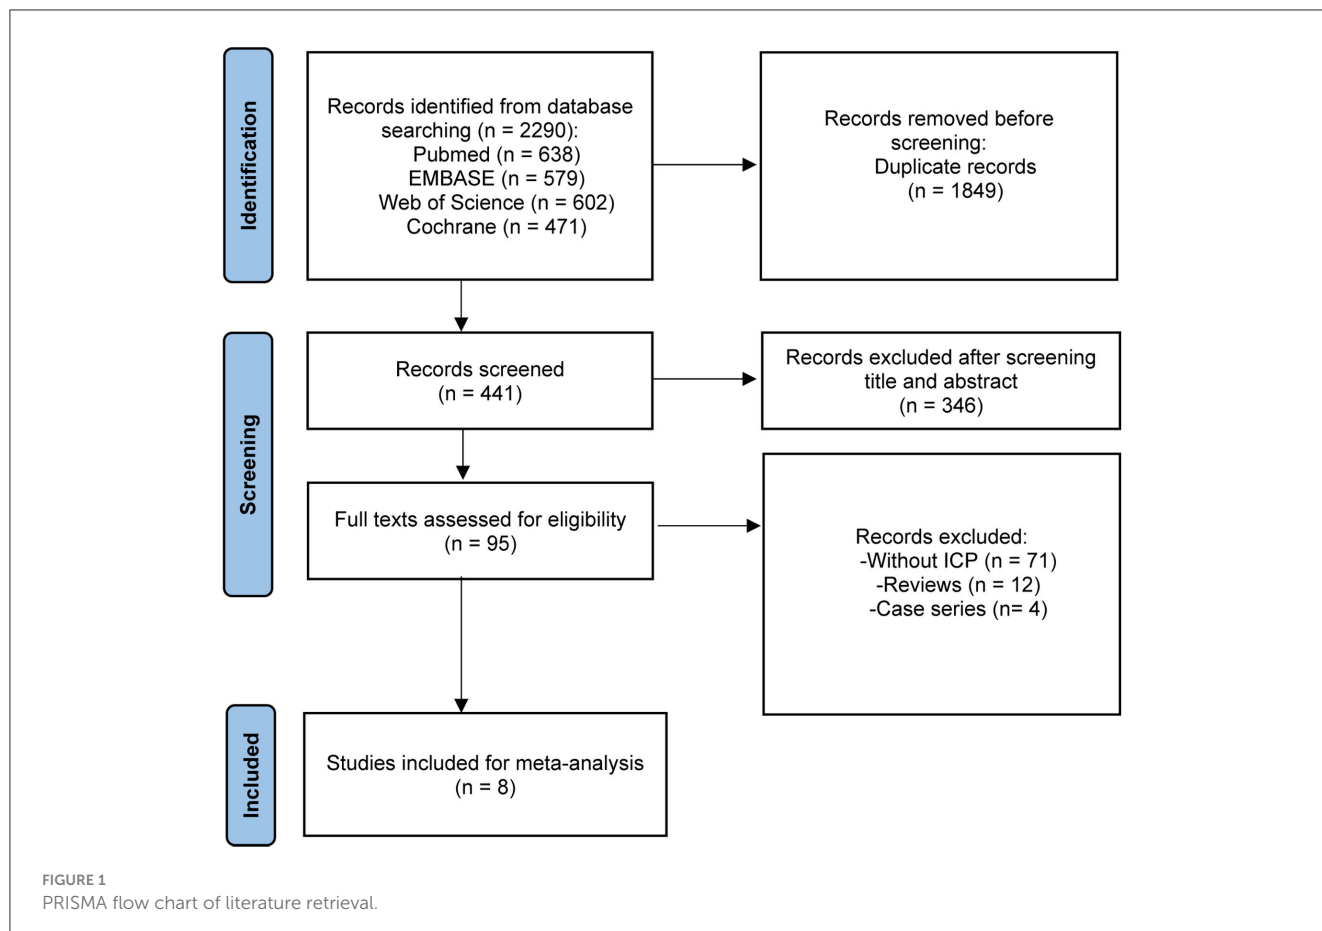 Identification
Records identified from database
searching (n = 2290):
Pubmed (n = 638)
EMBASE (n = 579)
Web of Science (n = 602)
Cochrane (n = 471)
Records removed before
screening:
Duplicate records
(n = 1849)
Screening
Records screened
(n = 441)
Records excluded after screening
title and abstract
(n = 346)
Full texts assessed for eligibility
(n = 95)
Records excluded:
-Without ICP (n = 71)
-Reviews (n = 12)
-Case series (n= 4)
Included
Studies included for meta-analysis
(n = 8)
FIGURE 1
PRISMA flow chart of literature retrieval.